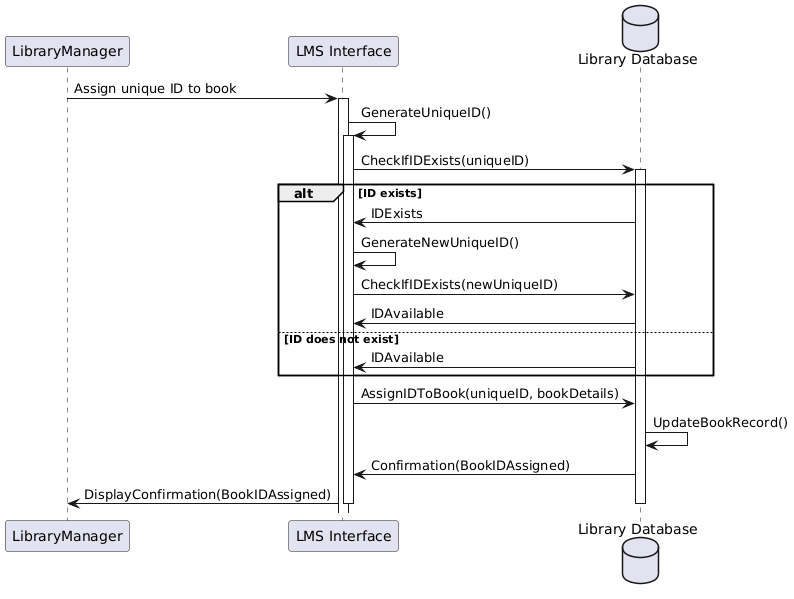 LibraryManager
LMS Interface
Library Database
Assign unique ID to book
GenerateUniqueID()
CheckIfIDExists(uniqueID)
alt
[ID exists]
IDExists
GenerateNewUniqueID()
CheckIfIDExists(newUniqueID)
IDAvailable
[ID does not exist]
IDAvailable
AssignIDToBook(uniqueID, bookDetails)
UpdateBookRecord()
Confirmation(BookIDAssigned)
DisplayConfirmation(BookIDAssigned)
LibraryManager
LMS Interface
Library Database